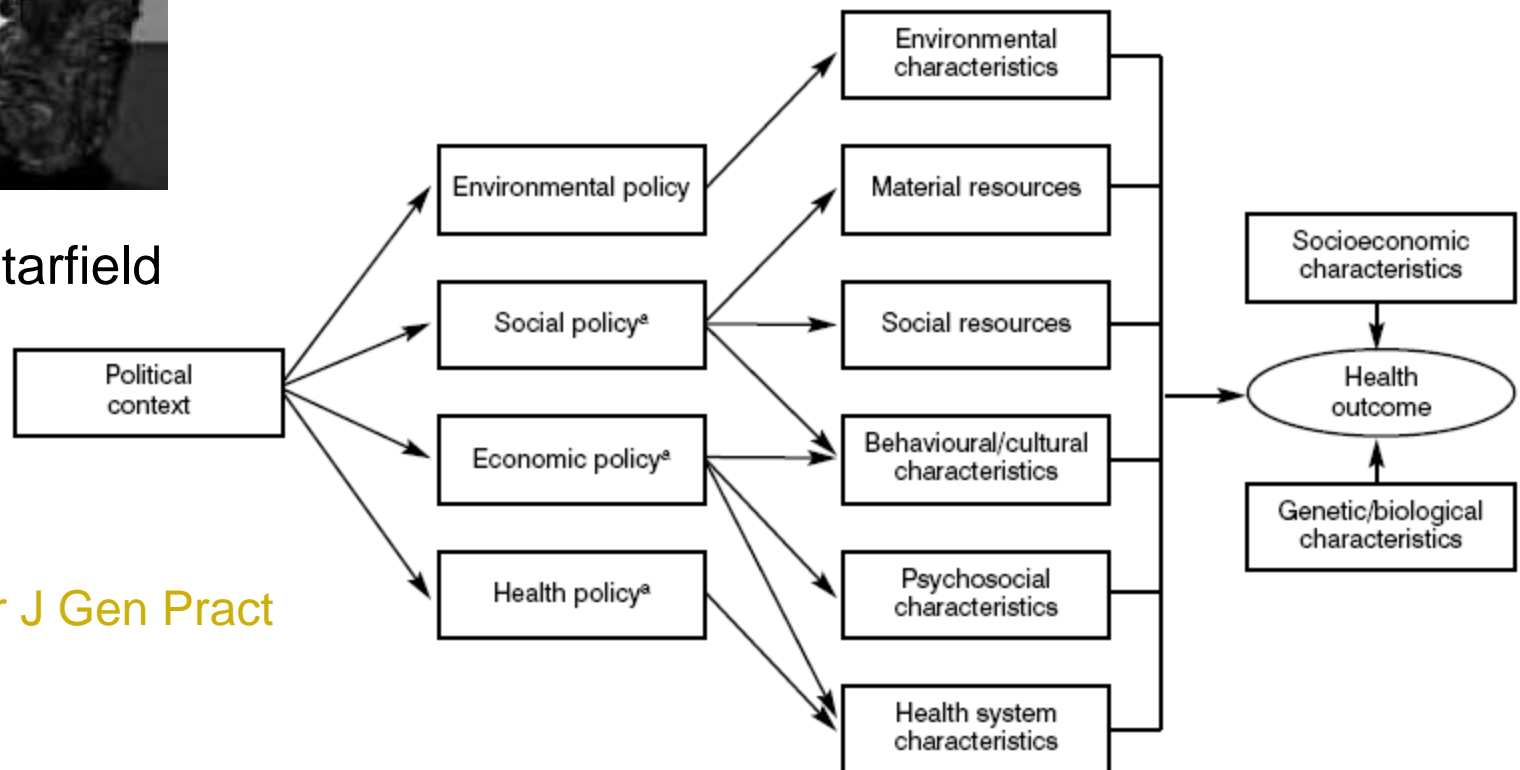 tarfield
r J Gen Pract
Political
context
Environmental policy
Social policyᵃ
Economic policyᵃ
Health policyᵃ
Environmental
characteristics
Material resources
Social resources
Behavioural/cultural
characteristics
Psychosocial
characteristics
Health system
characteristics
Socioeconomic
characteristics
Health
outcome
Genetic/biological
characteristics